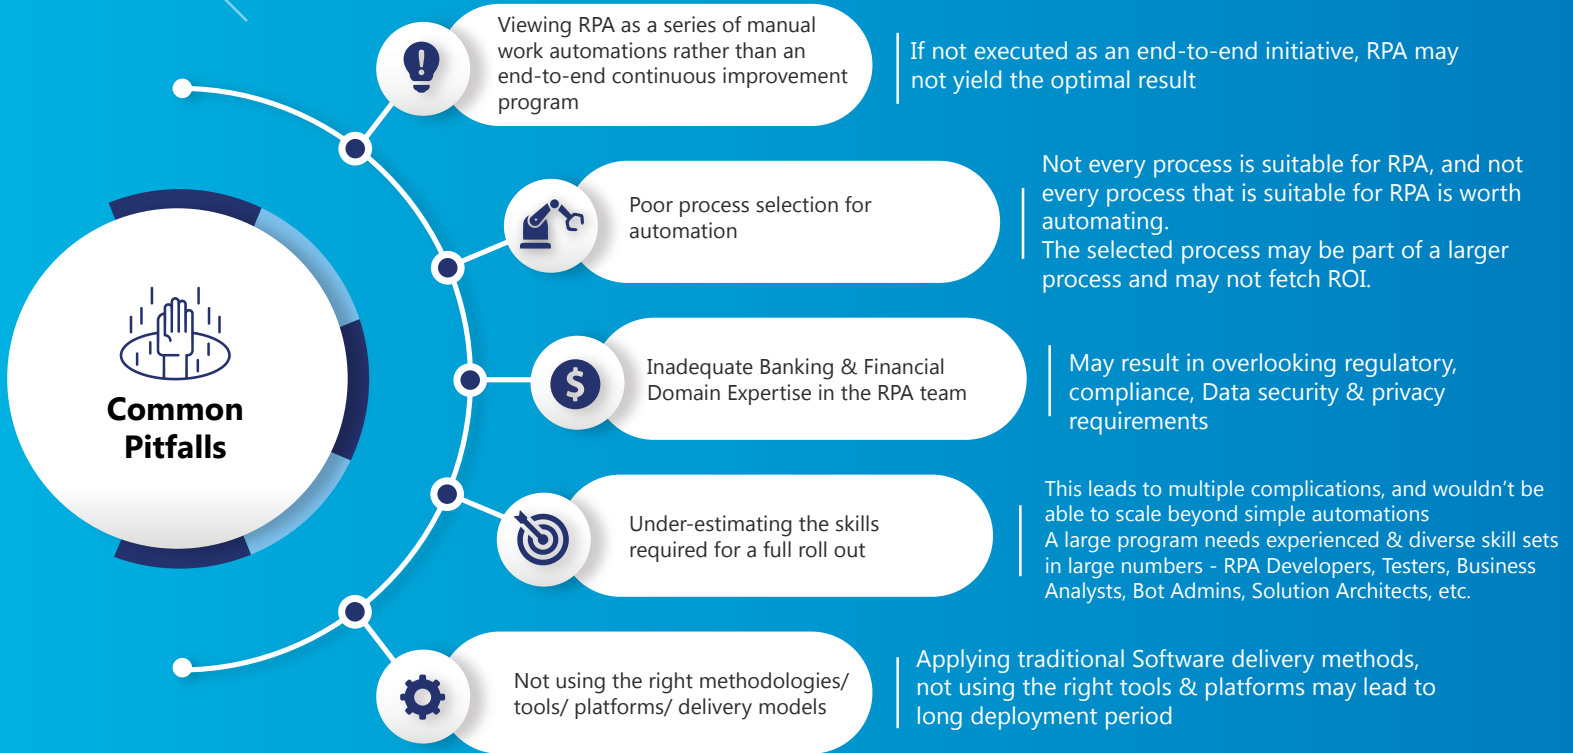 Common
Pitfalls
Viewing RPA as a series of manual
work automations rather than an
end-to-end continuous improvement
program
If not executed as an end-to-end initiative, RPA may
not yield the optimal result
Poor process selection for
automation
Not every process is suitable for RPA, and not
every process that is suitable for RPA is worth
automating.
The selected process may be part of a larger
process and may not fetch ROI.
Inadequate Banking & Financial
Domain Expertise in the RPA team
May result in overlooking regulatory,
compliance, Data security & privacy
requirements
Under-estimating the skills
required for a full roll out
This leads to multiple complications, and wouldn’t be
able to scale beyond simple automations
A large program needs experienced & diverse skill sets
in large numbers - RPA Developers, Testers, Business
Analysts, Bot Admins, Solution Architects, etc.
Not using the right methodologies/
tools/ platforms/ delivery models
Applying traditional Software delivery methods,
not using the right tools & platforms may lead to
long deployment period